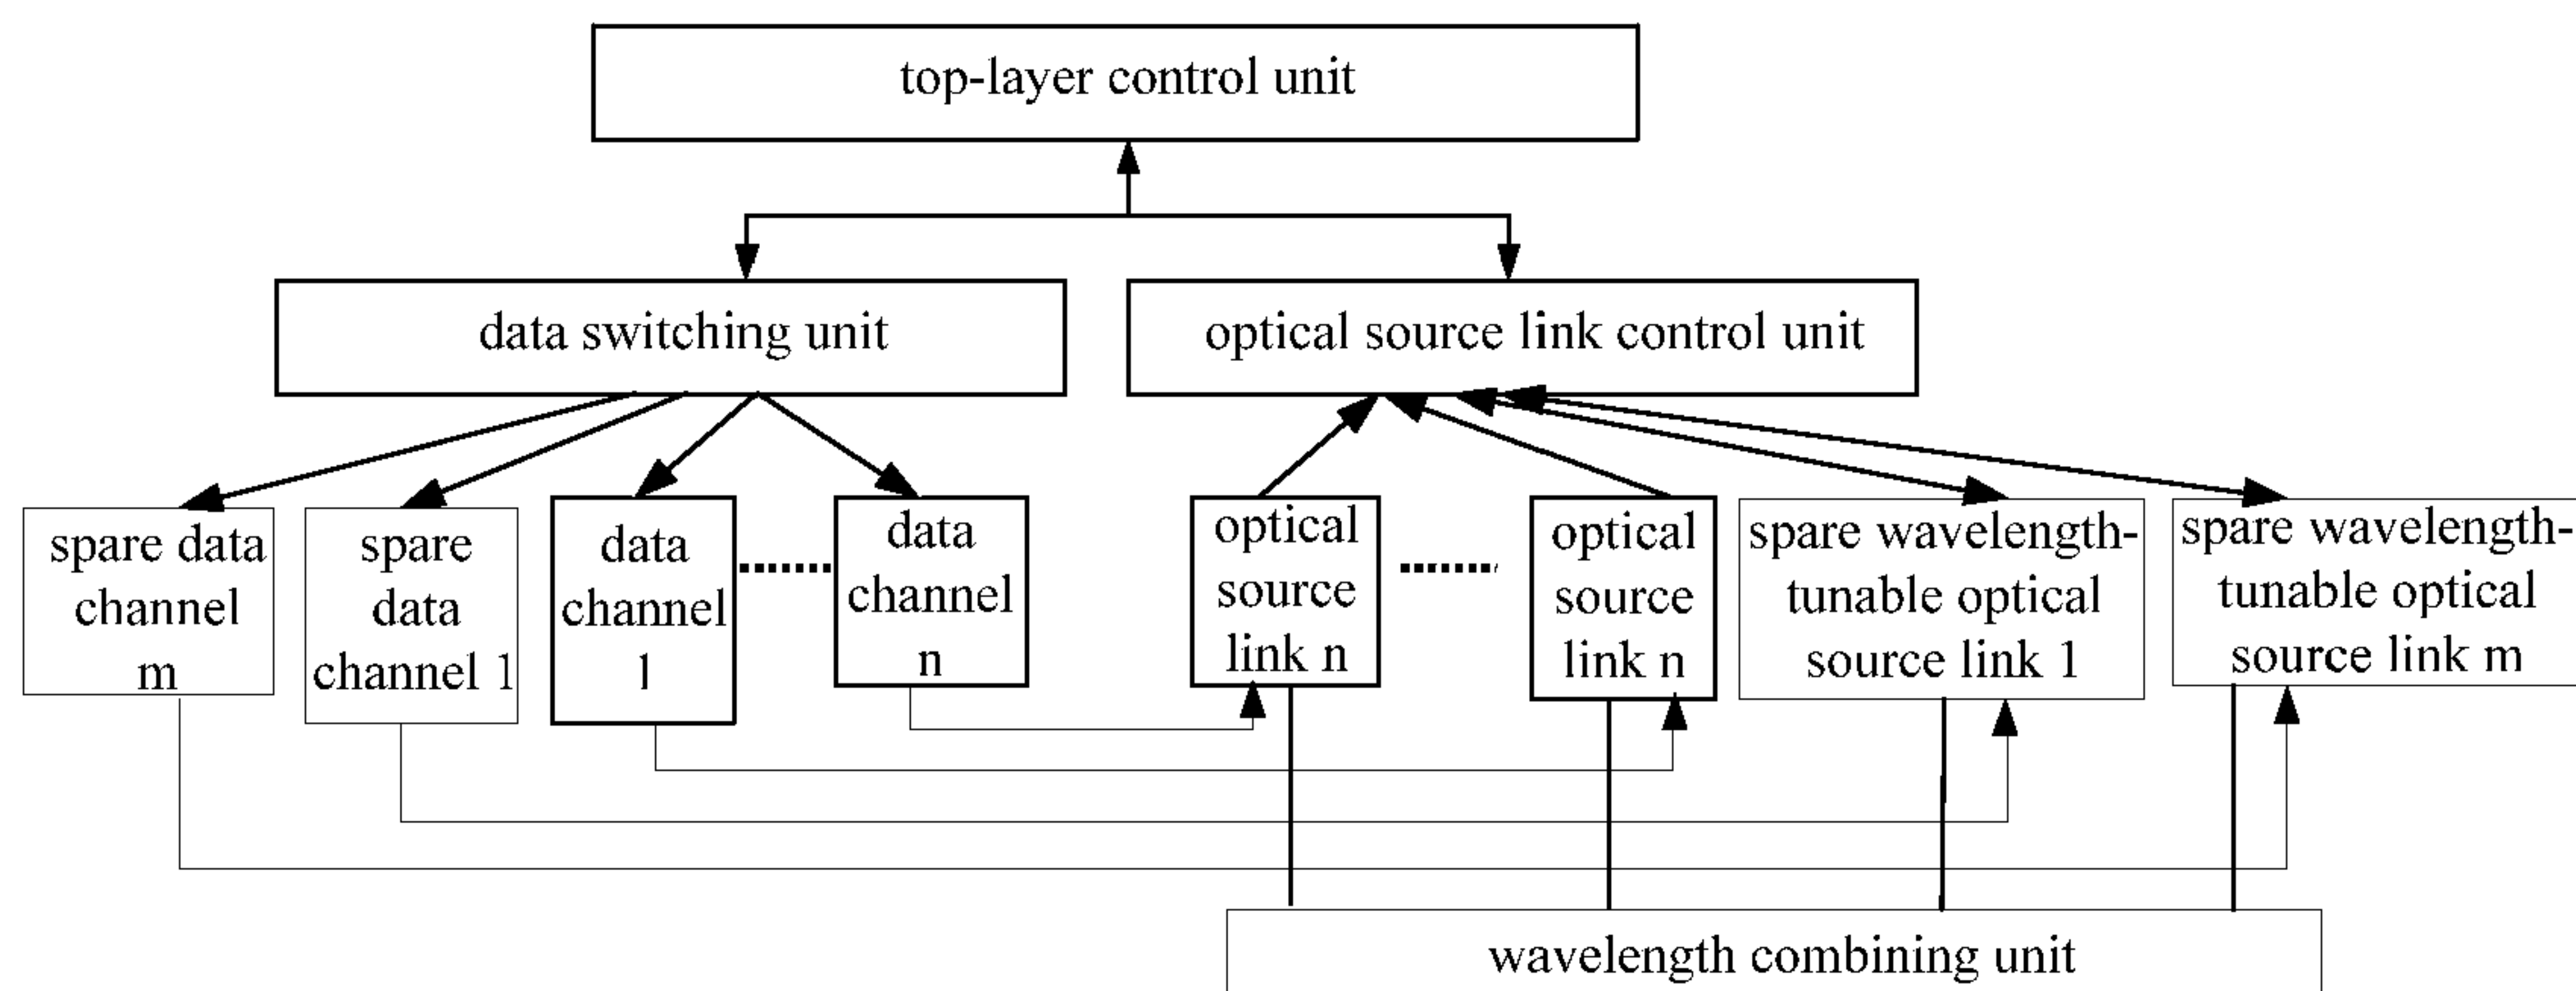 top-layer control unit
data switching unit
optical source link control unit
spare data
channel
m
spare
data
channel 1
data
channel
1
data
channel
n
optical
source
link n
optical
source
link n
spare wavelength-
tunable optical
source link 1
spare wavelength-
tunable optical
source link m
wavelength combining unit